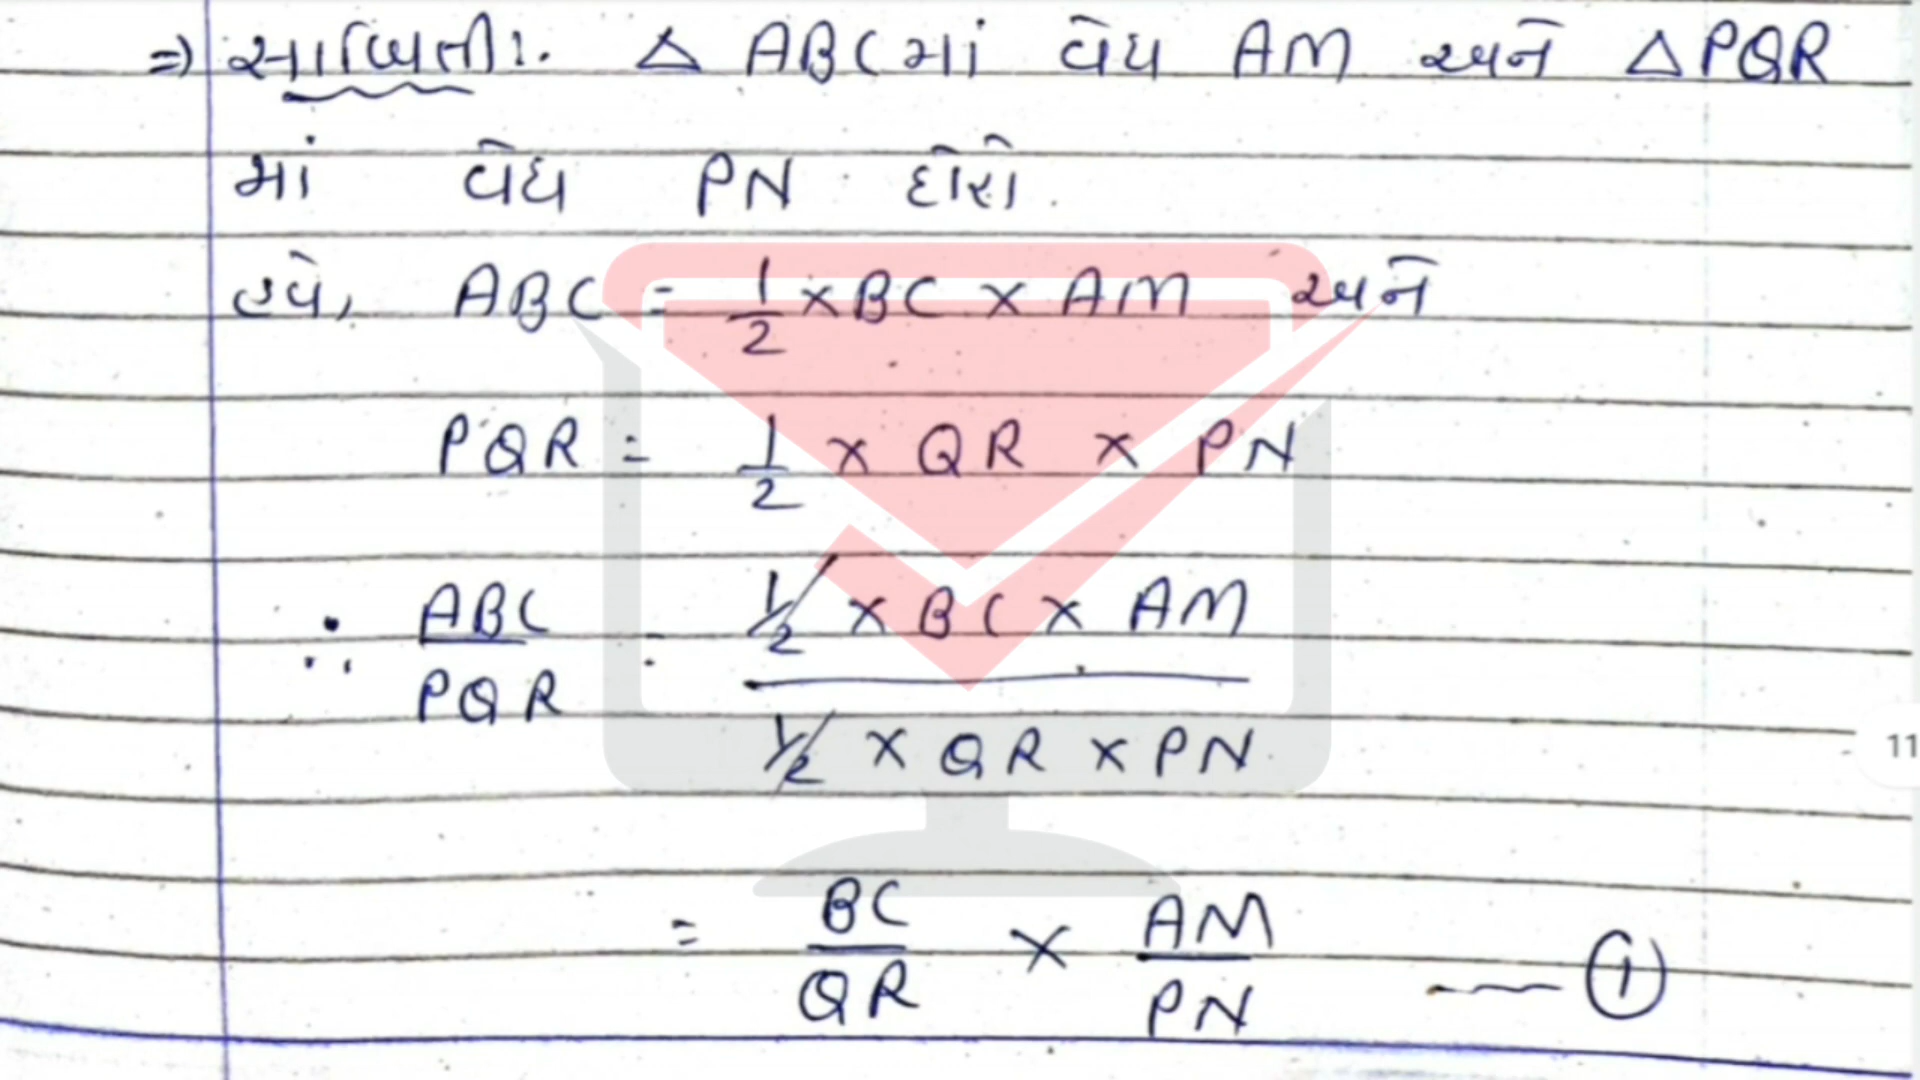 ⇒ સાબિતી:. △ ABC માં વેધ AM અને △ PQR
માં વેધ PN દોરો.
હવે, ABC = 1/2 × BC × AM અને
PQR = 1/2 × QR × PN
∴ ABC/PQR = (1/2 × BC × AM)/(1/2 × QR × PN)
11
= BC/QR × AM/PN —— ①